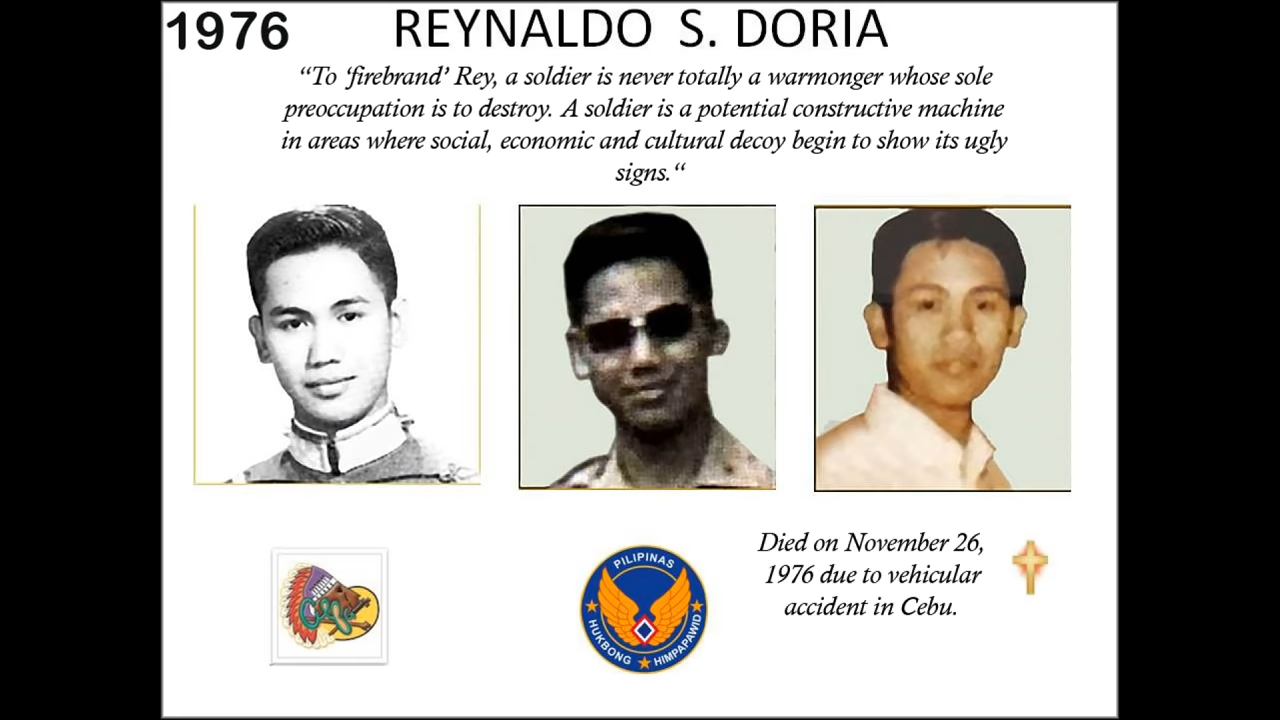 1976
REYNALDO S. DORIA
“To ‘firebrand’ Rey, a soldier is never totally a warmonger whose sole
preoccupation is to destroy. A soldier is a potential constructive machine
in areas where social, economic and cultural decoy begin to show its ugly
signs.“
PILIPINAS
HUKBONG HIMPAPAWID
Died on November 26,
1976 due to vehicular
accident in Cebu.